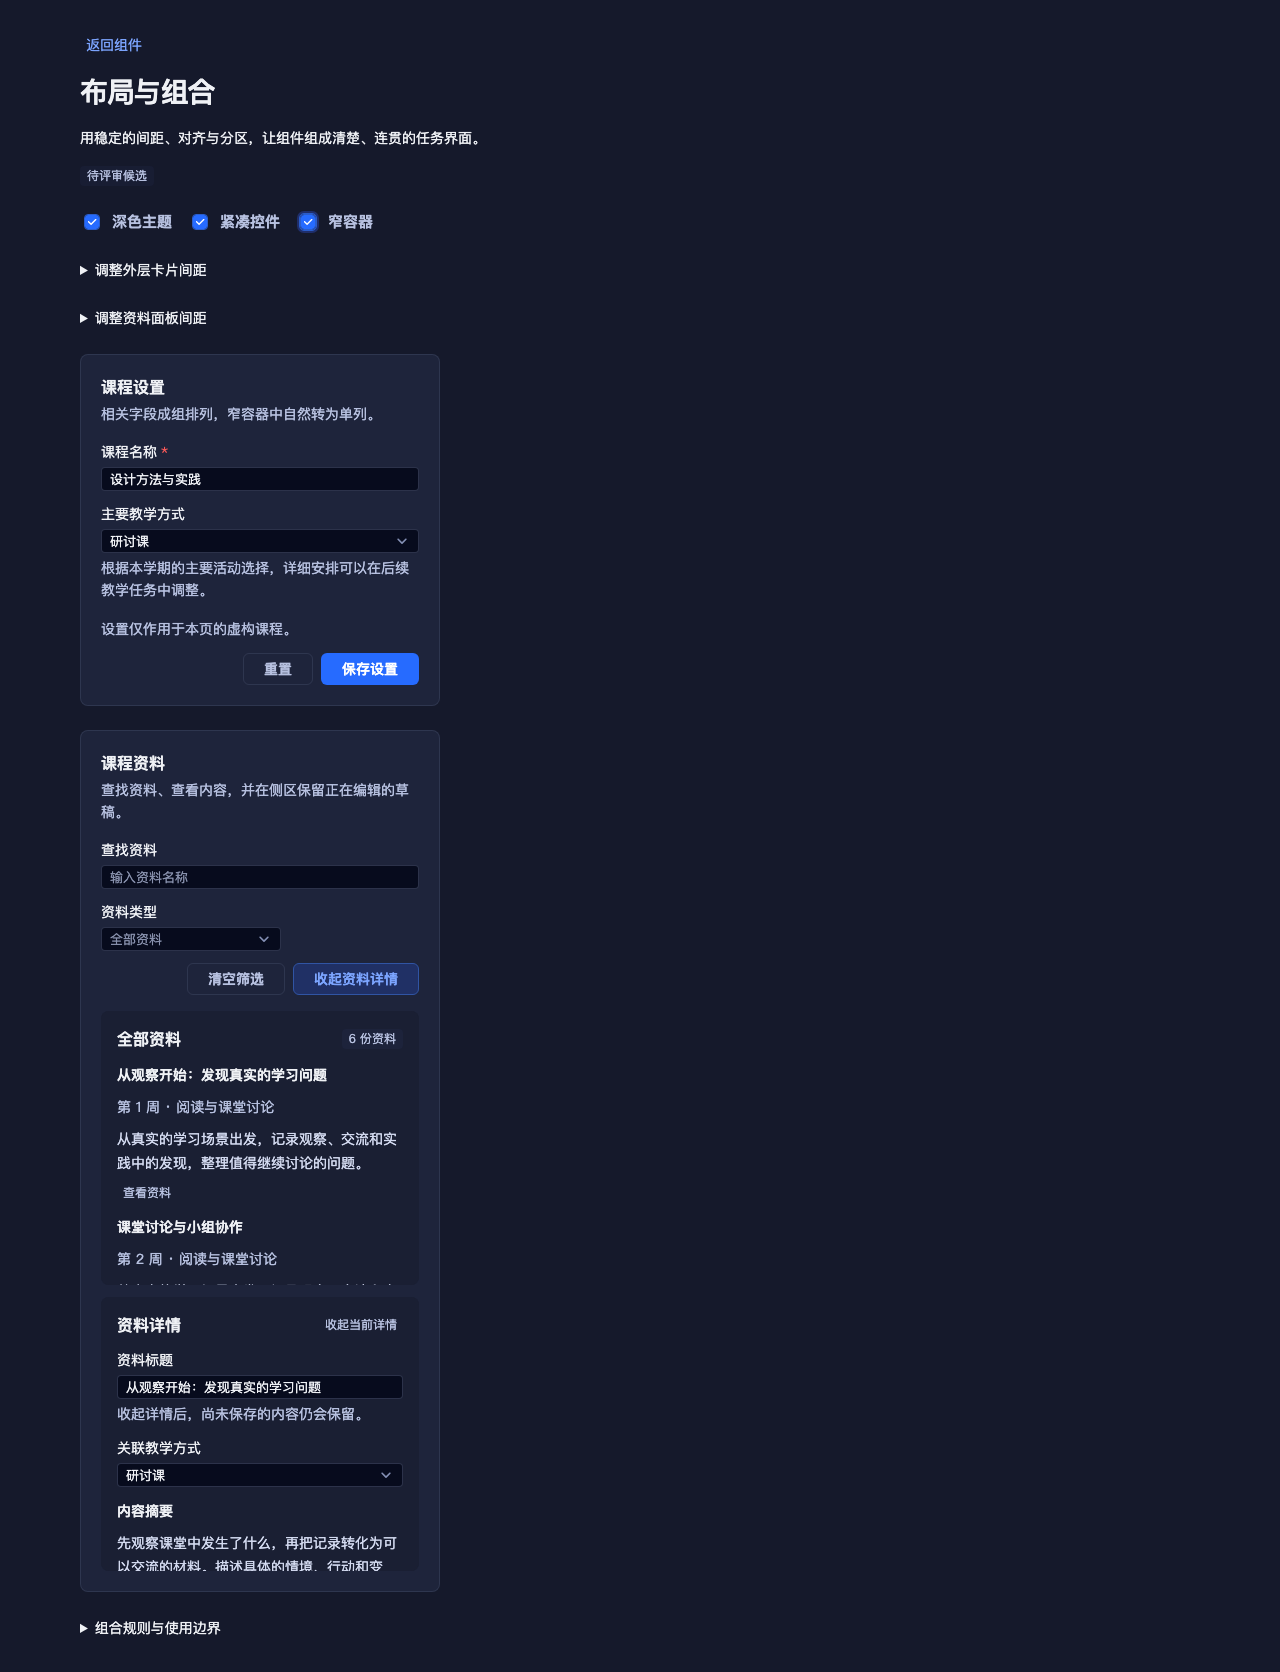 返回组件
布局与组合
用稳定的间距、对齐与分区，让组件组成清楚、连贯的任务界面。
待评审候选
深色主题 紧凑控件 窄容器
调整外层卡片间距
调整资料面板间距
课程设置
相关字段成组排列，窄容器中自然转为单列。
课程名称 *
设计方法与实践
主要教学方式
研讨课
根据本学期的主要活动选择，详细安排可以在后续
教学任务中调整。
设置仅作用于本页的虚构课程。
重置 保存设置
课程资料
查找资料、查看内容，并在侧区保留正在编辑的草
稿。
查找资料
输入资料名称
资料类型
全部资料
清空筛选 收起资料详情
全部资料 6 份资料
从观察开始：发现真实的学习问题
第 1 周 · 阅读与课堂讨论
从真实的学习场景出发，记录观察、交流和实
践中的发现，整理值得继续讨论的问题。
查看资料
课堂讨论与小组协作
第 2 周 · 阅读与课堂讨论
资料详情 收起当前详情
资料标题
从观察开始：发现真实的学习问题
收起详情后，尚未保存的内容仍会保留。
关联教学方式
研讨课
内容摘要
先观察课堂中发生了什么，再把记录转化为可
以交流的材料。描述具体的情境、行动和变
组合规则与使用边界